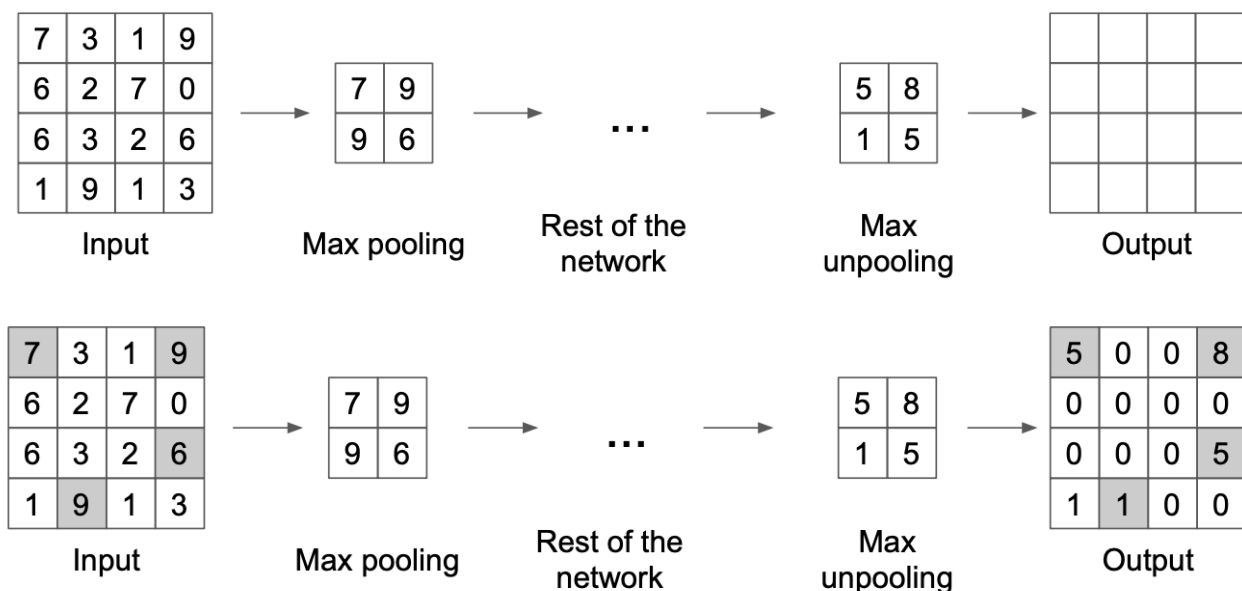 7 3 1 9
6 2 7 0
6 3 2 6
1 9 1 3
Input
7 9
9 6
Max pooling
...
Rest of the
network
5 8
1 5
Max
unpooling
Output
7 3 1 9
6 2 7 0
6 3 2 6
1 9 1 3
Input
7 9
9 6
Max pooling
...
Rest of the
network
5 8
1 5
Max
unpooling
5 0 0 8
0 0 0 0
0 0 0 5
1 1 0 0
Output